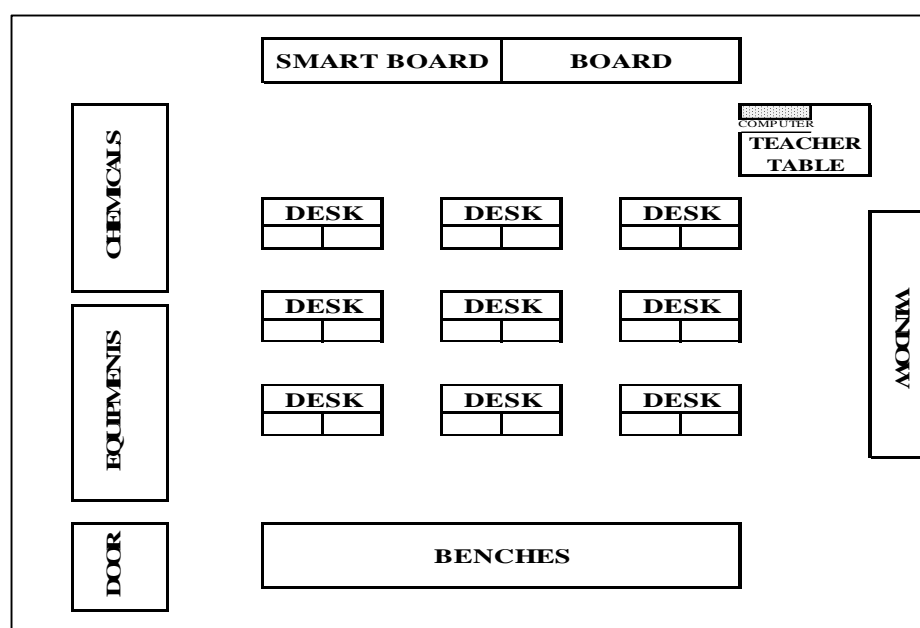 SMART BOARD
BOARD
COMPUTER
TEACHER
TABLE
CHEMICALS
DESK
DESK
DESK
WINDOW
EQUIPMENTS
DESK
DESK
DESK
DESK
DESK
DESK
DOOR
BENCHES